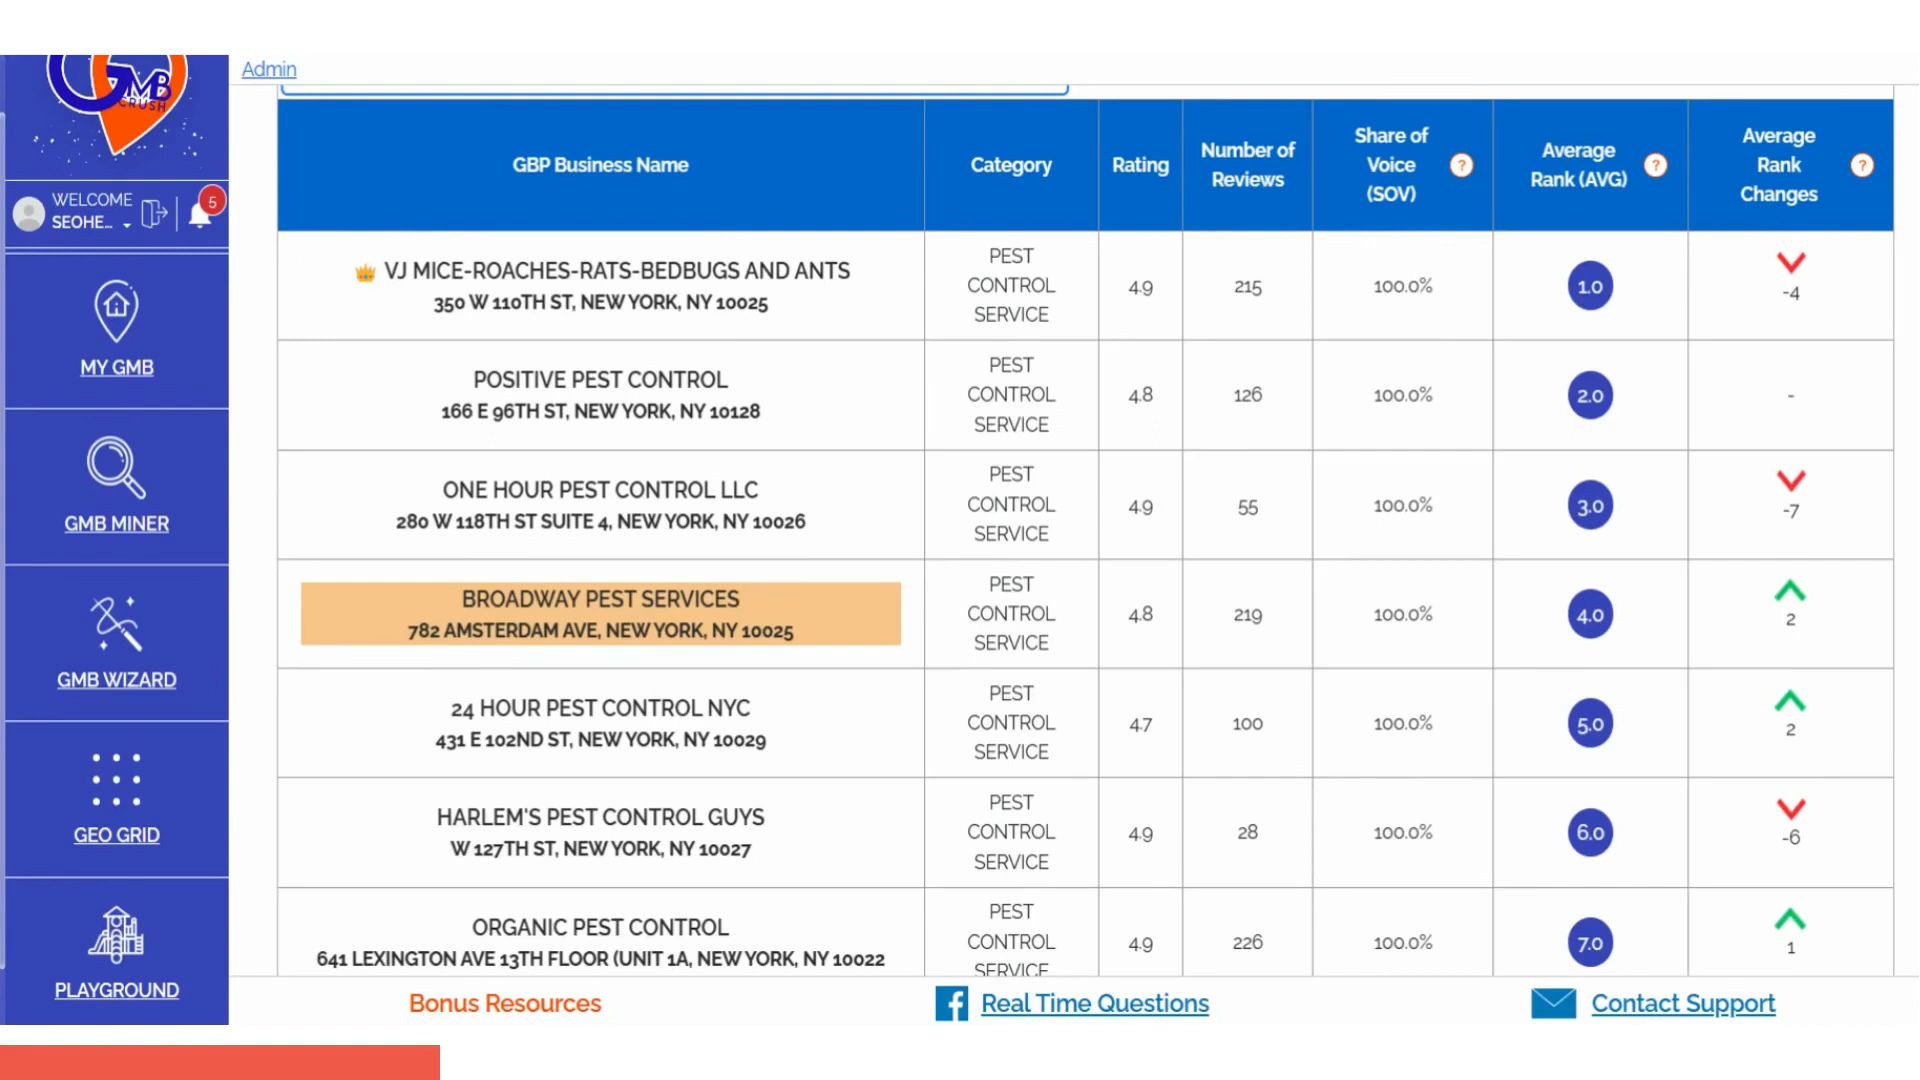 GMB
CRUSH
Admin
WELCOME
SEOHE...
5
MY GMB
GMB MINER
GMB WIZARD
GEO GRID
PLAYGROUND
GBP Business Name
Category
Rating
Number of
Reviews
Share of
Voice
(SOV)
?
Average
Rank (AVG)
?
Average
Rank
Changes
?
VJ MICE-ROACHES-RATS-BEDBUGS AND ANTS
350 W 110TH ST, NEW YORK, NY 10025
PEST
CONTROL
SERVICE
4.9
215
100.0%
1.0
-4
POSITIVE PEST CONTROL
166 E 96TH ST, NEW YORK, NY 10128
PEST
CONTROL
SERVICE
4.8
126
100.0%
2.0
-
ONE HOUR PEST CONTROL LLC
280 W 118TH ST SUITE 4, NEW YORK, NY 10026
PEST
CONTROL
SERVICE
4.9
55
100.0%
3.0
-7
BROADWAY PEST SERVICES
782 AMSTERDAM AVE, NEW YORK, NY 10025
PEST
CONTROL
SERVICE
4.8
219
100.0%
4.0
2
24 HOUR PEST CONTROL NYC
431 E 102ND ST, NEW YORK, NY 10029
PEST
CONTROL
SERVICE
4.7
100
100.0%
5.0
2
HARLEM'S PEST CONTROL GUYS
W 127TH ST, NEW YORK, NY 10027
PEST
CONTROL
SERVICE
4.9
28
100.0%
6.0
-6
ORGANIC PEST CONTROL
641 LEXINGTON AVE 13TH FLOOR (UNIT 1A, NEW YORK, NY 10022
PEST
CONTROL
SERVICE
4.9
226
100.0%
7.0
1
Bonus Resources
Real Time Questions
Contact Support